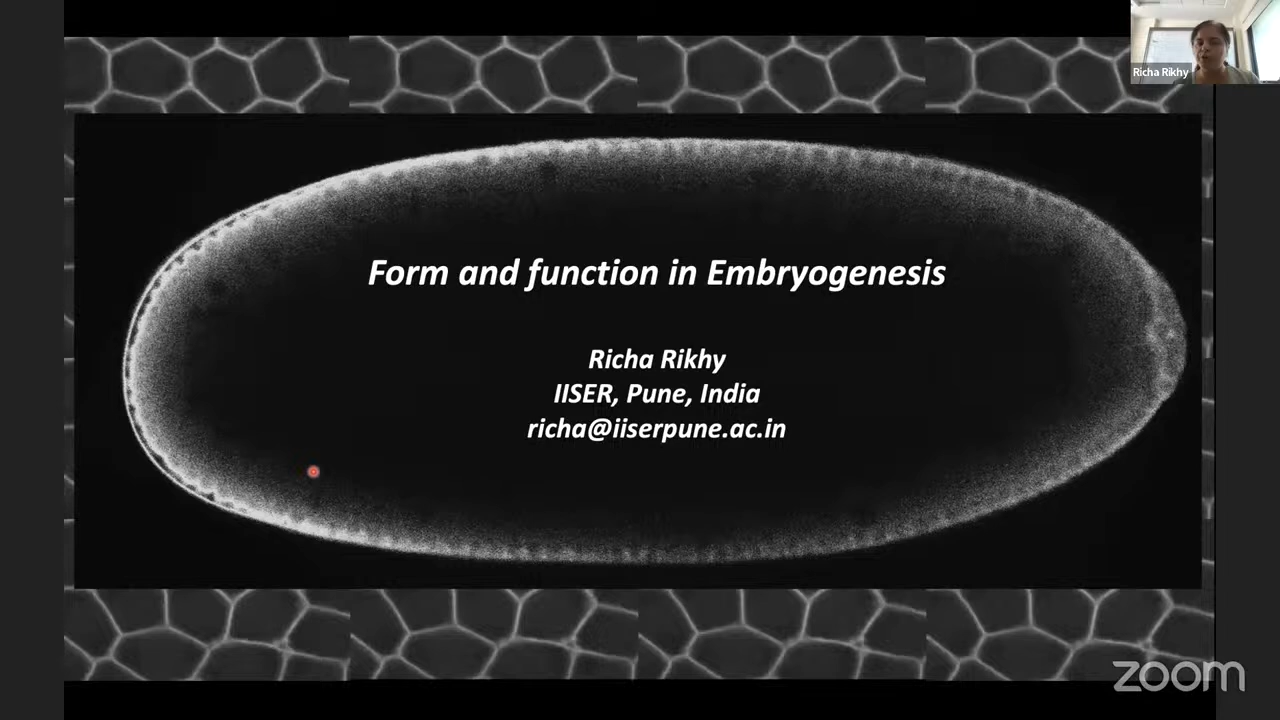 Richa Rikhy
Form and function in Embryogenesis
Richa Rikhy
IISER, Pune, India
richa@iiserpune.ac.in
zoom